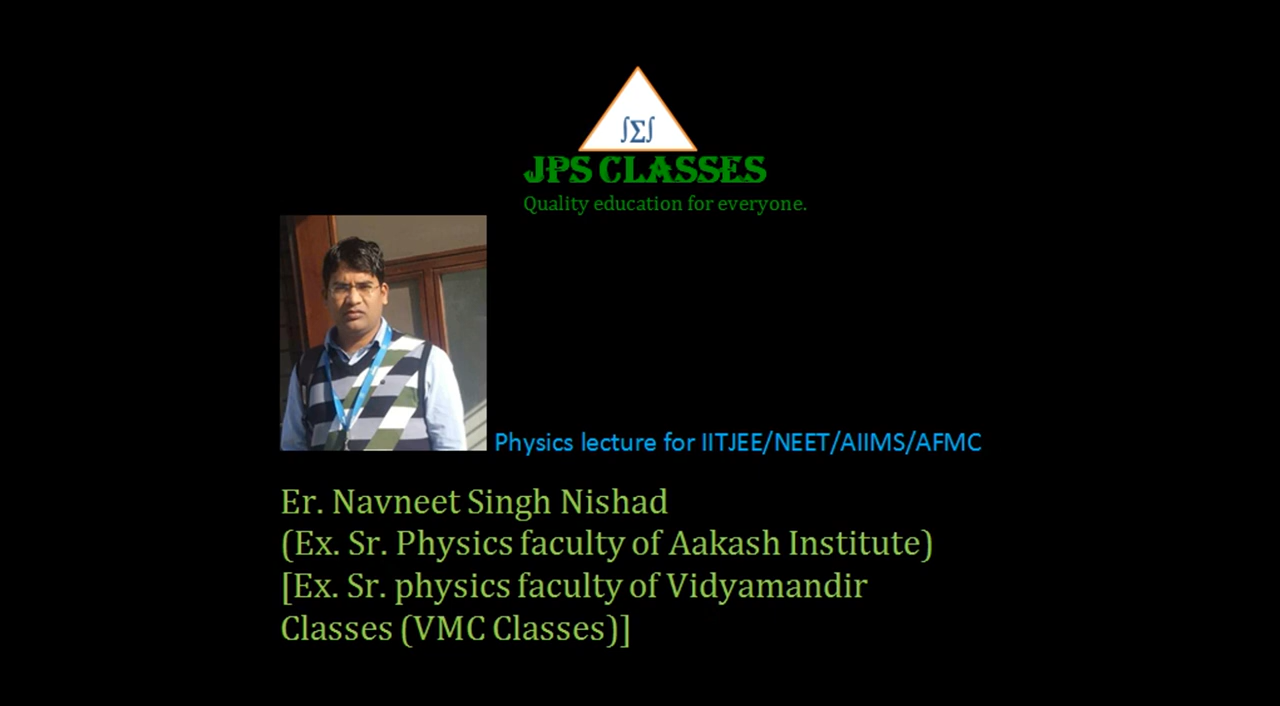 ∫Σ∫
JPS CLASSES
Quality education for everyone.
Physics lecture for IITJEE/NEET/AIIMS/AFMC
Er. Navneet Singh Nishad
(Ex. Sr. Physics faculty of Aakash Institute)
[Ex. Sr. physics faculty of Vidyamandir
Classes (VMC Classes)]